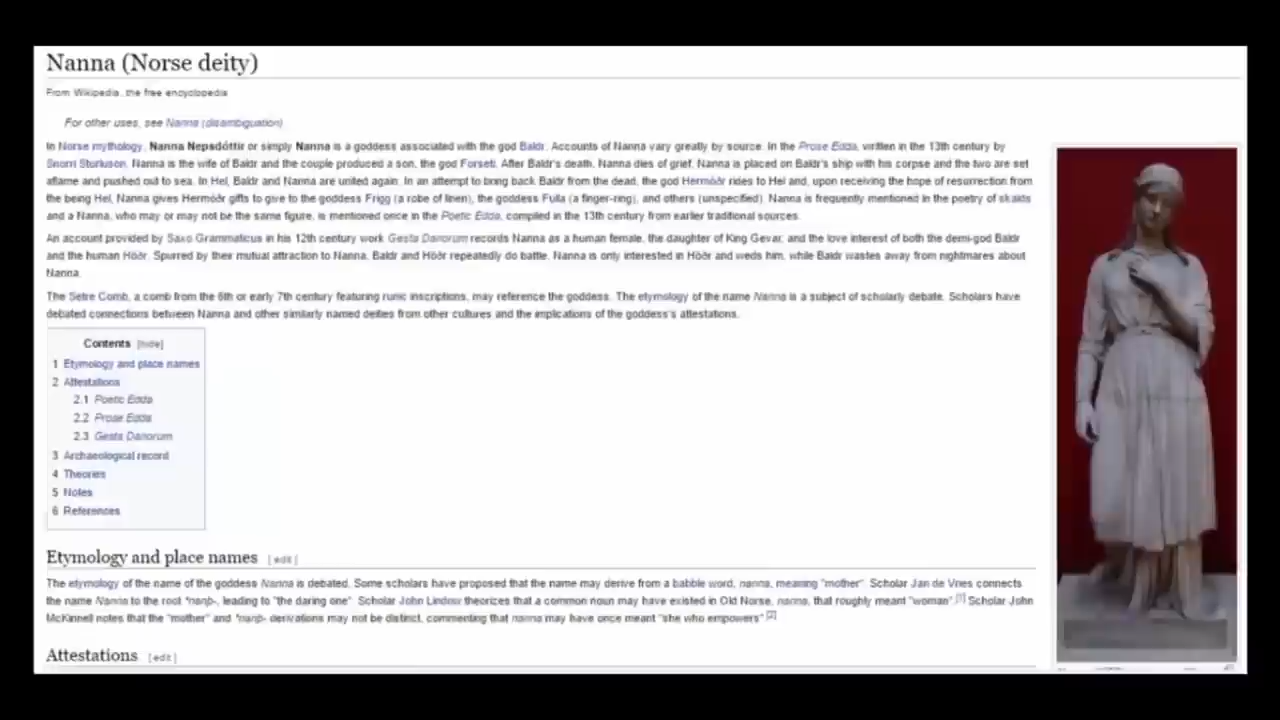 Nanna (Norse deity)
From Wikipedia, the free encyclopedia
For other uses, see Nanna (disambiguation)
In Norse mythology, Nanna Nepsdóttir or simply Nanna is a goddess associated with the god Baldr. Accounts of Nanna vary greatly by source. In the Prose Edda, written in the 13th century by
Snorri Sturluson, Nanna is the wife of Baldr and the couple produced a son, the god Forseti. After Baldr's death, Nanna dies of grief. Nanna is placed on Baldr's ship with his corpse and the two are set
aflame and pushed out to sea. In Hel, Baldr and Nanna are united again. In an attempt to bring back Baldr from the dead, the god Hermóðr rides to Hel and, upon receiving the hope of resurrection from
the being Hel, Nanna gives Hermóðr gifts to give to the goddess Frigg (a robe of linen), the goddess Fulla (a finger-ring), and others (unspecified). Nanna is frequently mentioned in the poetry of skalds
and a Nanna, who may or may not be the same figure, is mentioned once in the Poetic Edda, compiled in the 13th century from earlier traditional sources.
An account provided by Saxo Grammaticus in his 12th century work Gesta Danorum records Nanna as a human female, the daughter of King Gevar, and the love interest of both the demi-god Baldr
and the human Höðr. Spurred by their mutual attraction to Nanna, Baldr and Höðr repeatedly do battle. Nanna is only interested in Höðr and weds him, while Baldr wastes away from nightmares about
Nanna.
The Setre Comb, a comb from the 6th or early 7th century featuring runic inscriptions, may reference the goddess. The etymology of the name Nanna is a subject of scholarly debate. Scholars have
debated connections between Nanna and other similarly named deities from other cultures and the implications of the goddess's attestations.
Contents [hide]
1 Etymology and place names
2 Attestations
2.1 Poetic Edda
2.2 Prose Edda
2.3 Gesta Danorum
3 Archaeological record
4 Theories
5 Notes
6 References
Etymology and place names [edit]
The etymology of the name of the goddess Nanna is debated. Some scholars have proposed that the name may derive from a babble word, nanna, meaning "mother". Scholar Jan de Vries connects
the name Nanna to the root *nanþ-, leading to "the daring one". Scholar John Lindow theorizes that a common noun may have existed in Old Norse, nanna, that roughly meant "woman".[1] Scholar John
McKinnell notes that the "mother" and *nanþ- derivations may not be distinct, commenting that nanna may have once meant "she who empowers".[2]
Attestations [edit]